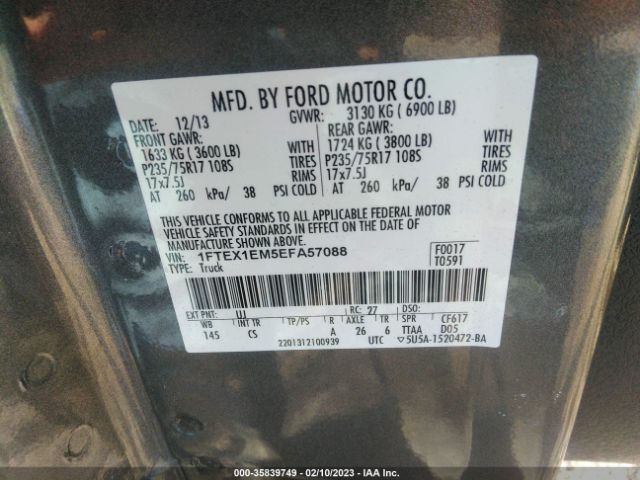 MFD. BY FORD MOTOR CO.
DATE: 12/13 GVWR: 3130 KG ( 6900 LB)
FRONT GAWR: REAR GAWR:
1633 KG ( 3600 LB) WITH 1724 KG ( 3800 LB) WITH
P235/75R17 108S TIRES P235/75R17 108S TIRES
17x7.5J RIMS 17x7.5J RIMS
AT 260 kPa/ 38 PSI COLD AT 260 kPa/ 38 PSI COLD
THIS VEHICLE CONFORMS TO ALL APPLICABLE FEDERAL MOTOR
VEHICLE SAFETY STANDARDS IN EFFECT ON THE DATE OF
MANUFACTURE SHOWN ABOVE.
VIN: 1FTEX1EM5EFA57088 F0017
TYPE: Truck T0591
EXT PNT: UJ RC: 27 DSO:
WB INT TR TP/PS R AXLE TR SPR CF617
145 CS A 26 6 TTAA D05
2201312100939 UTC ▽5U5A-1520472-BA
000-35839749 - 02/10/2023 - IAA Inc.